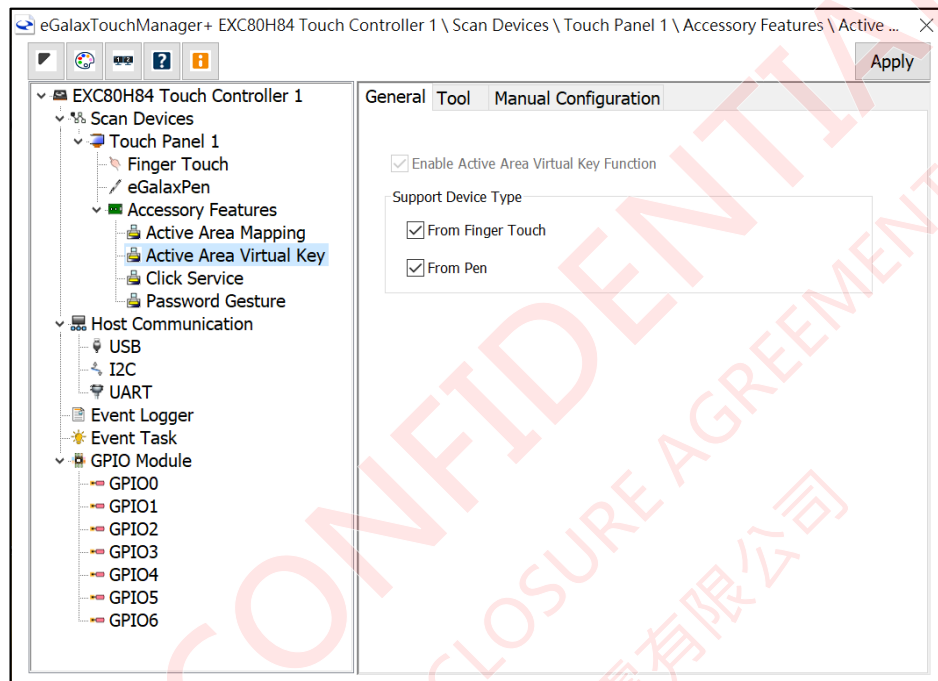 eGalaxTouchManager+ EXC80H84 Touch Controller 1 \ Scan Devices \ Touch Panel 1 \ Accessory Features \ Active ...
Apply
EXC80H84 Touch Controller 1
Scan Devices
Touch Panel 1
Finger Touch
eGalaxPen
Accessory Features
Active Area Mapping
Active Area Virtual Key
Click Service
Password Gesture
Host Communication
USB
I2C
UART
Event Logger
Event Task
GPIO Module
GPIO0
GPIO1
GPIO2
GPIO3
GPIO4
GPIO5
GPIO6
General Tool Manual Configuration
Enable Active Area Virtual Key Function
Support Device Type
From Finger Touch
From Pen
CONFIDENTIAL
CLOSURE AGREEMENT
有限公司